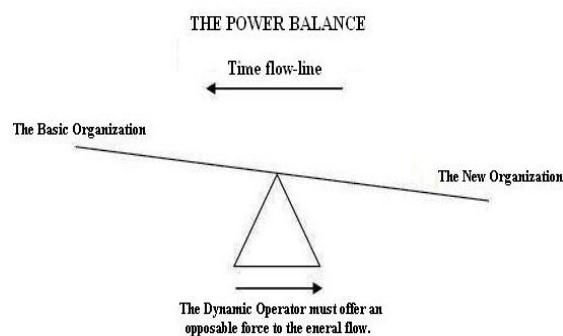 THE POWER BALANCE
Time flow-line
The Basic Organization
The New Organization
The Dynamic Operator must offer an
opposable force to the eneral flow.